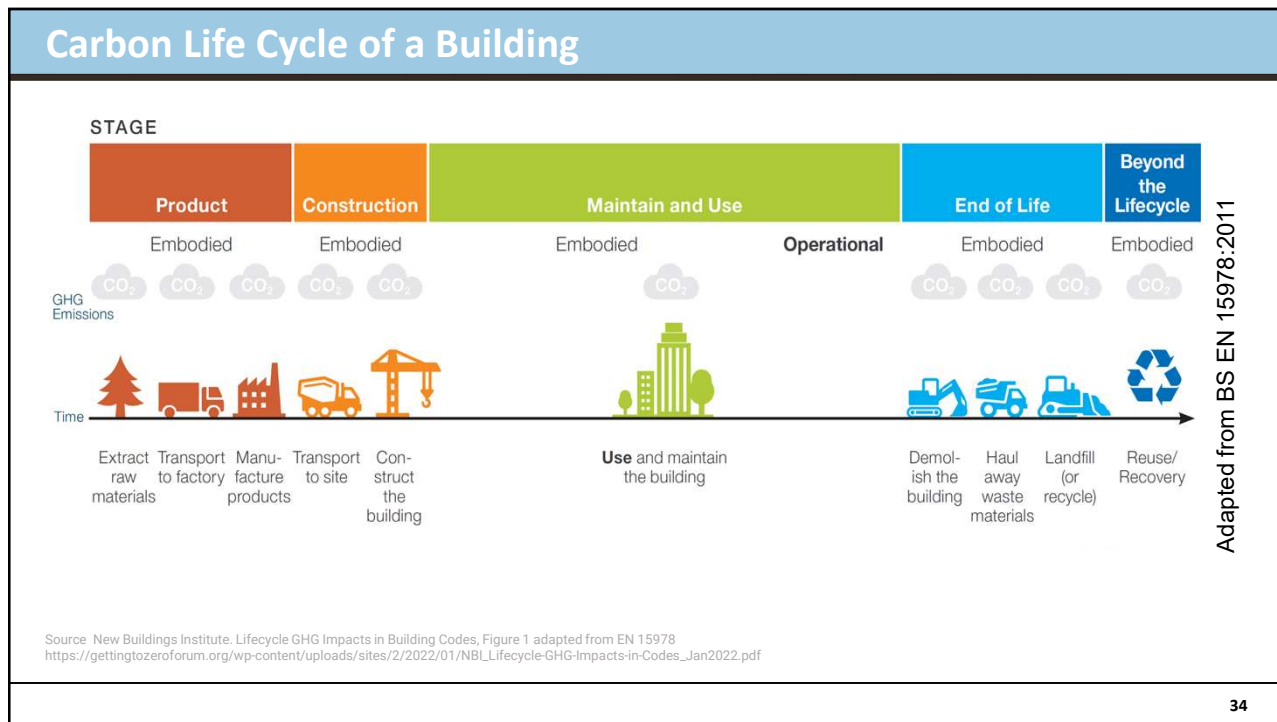 Carbon Life Cycle of a Building
STAGE
Product
Construction
Maintain and Use
End of Life
Beyond
the
Lifecycle
Embodied
Embodied
Embodied
Operational
Embodied
Embodied
CO2
CO2
CO2
CO2
CO2
CO2
CO2
CO2
CO2
CO2
GHG
Emissions
Time
Extract
raw
materials
Transport
to factory
Manu-
facture
products
Transport
to site
Con-
struct
the
building
Use and maintain
the building
Demol-
ish the
building
Haul
away
waste
materials
Landfill
(or
recycle)
Reuse/
Recovery
Adapted from BS EN 15978:2011
Source New Buildings Institute. Lifecycle GHG Impacts in Building Codes, Figure 1 adapted from EN 15978
https://gettingtozeroforum.org/wp-content/uploads/sites/2/2022/01/NBI_Lifecycle-GHG-Impacts-in-Codes_Jan2022.pdf
34